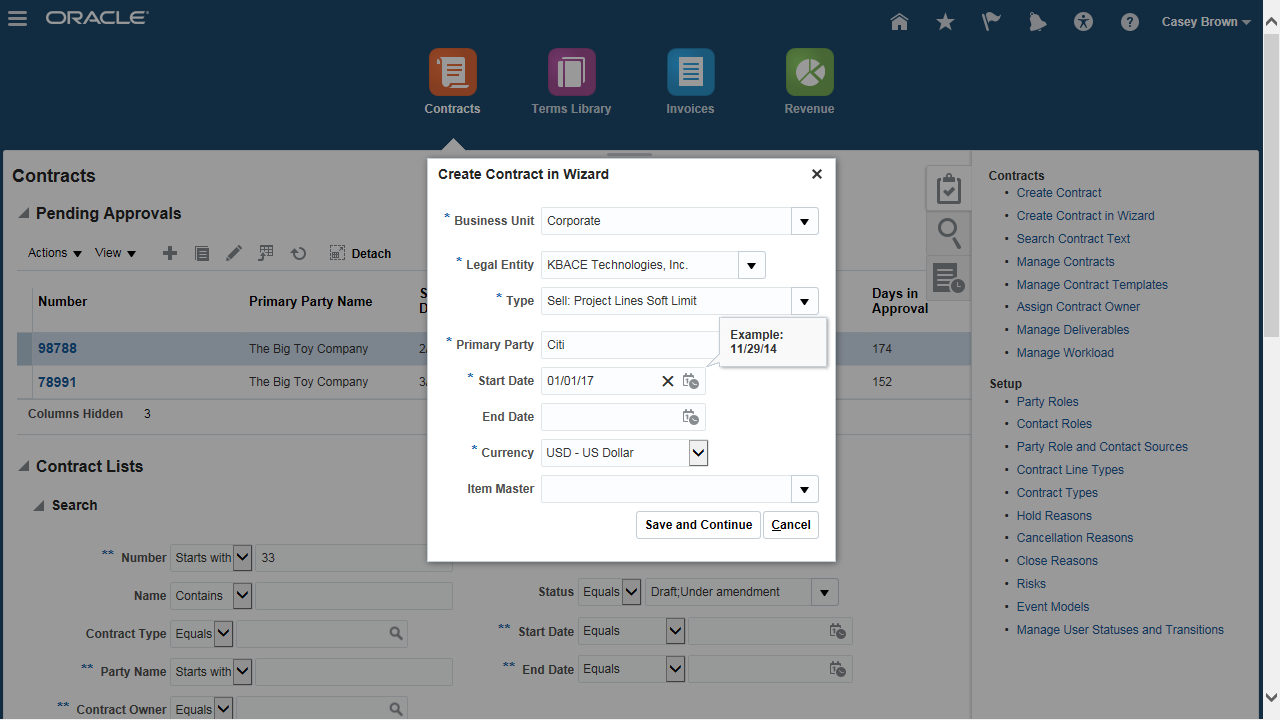 ORACLE
Casey Brown
Contracts
Terms Library
Invoices
Revenue
Contracts
Pending Approvals
Actions
View
Detach
Number
Primary Party Name
Days in
Approval
98788
The Big Toy Company
174
78991
The Big Toy Company
152
Columns Hidden 3
Contract Lists
Search
** Number
Starts with
33
Name
Contains
Contract Type
Equals
** Party Name
Starts with
** Contract Owner
Equals
Status
Equals
Draft;Under amendment
** Start Date
Equals
** End Date
Equals
Create Contract in Wizard
* Business Unit
Corporate
* Legal Entity
KBACE Technologies, Inc.
* Type
Sell: Project Lines Soft Limit
* Primary Party
Citi
Example:
11/29/14
* Start Date
01/01/17
End Date
* Currency
USD - US Dollar
Item Master
Save and Continue
Cancel
Contracts
• Create Contract
• Create Contract in Wizard
• Search Contract Text
• Manage Contracts
• Manage Contract Templates
• Assign Contract Owner
• Manage Deliverables
• Manage Workload
Setup
• Party Roles
• Contact Roles
• Party Role and Contact Sources
• Contract Line Types
• Contract Types
• Hold Reasons
• Cancellation Reasons
• Close Reasons
• Risks
• Event Models
• Manage User Statuses and Transitions